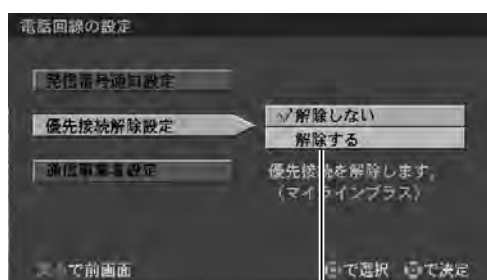 電話回線の設定
発信番号通知設定
優先接続解除設定
✓解除しない
解除する
通信事業者設定
優先接続を解除します。
(マイラインプラス)
で前画面
で選択
で決定